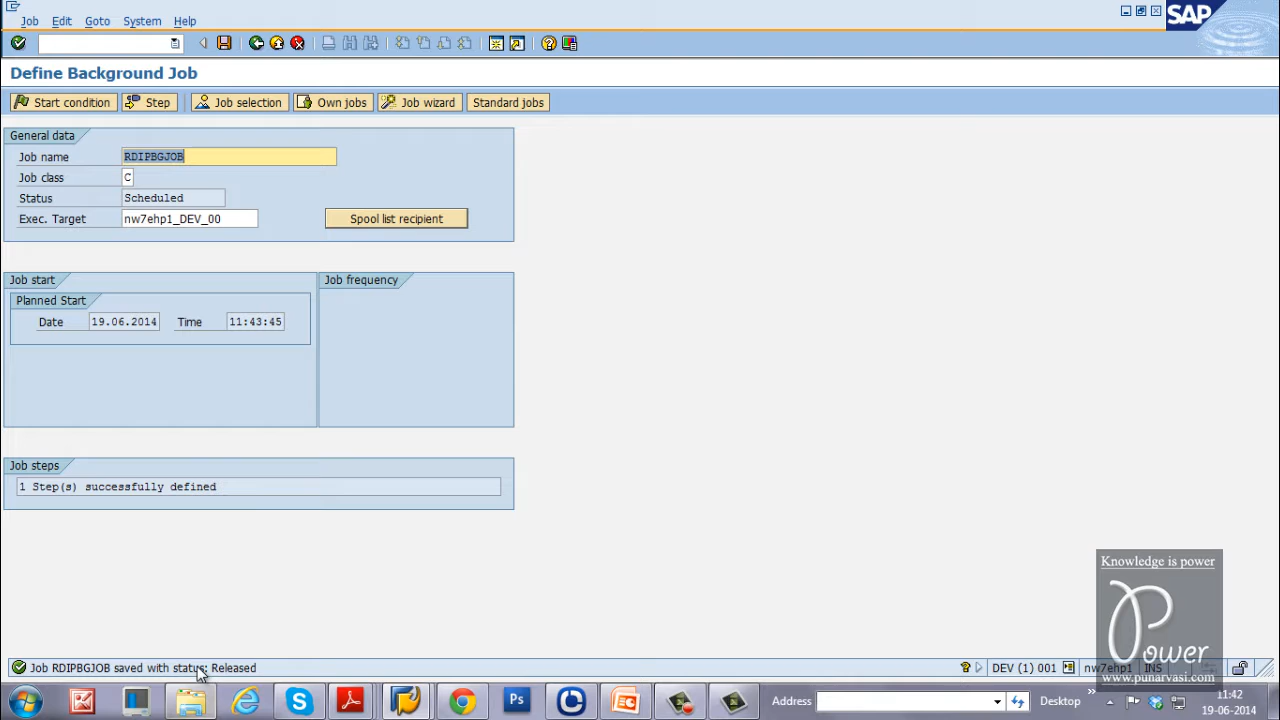 Job Edit Goto System Help
SAP
Define Background Job
Start condition Step Job selection Own jobs Job wizard Standard jobs
General data
Job name RDIPBGJOB
Job class C
Status Scheduled
Exec. Target nw7ehp1_DEV_00 Spool list recipient
Job start Job frequency
Planned Start
Date 19.06.2014 Time 11:43:45
Job steps
1 Step(s) successfully defined
Knowledge is power
Power
www.punarvasi.com
Job RDIPBGJOB saved with status: Released DEV (1) 001 nw7ehp1 INS
Address Desktop 11:42
19-06-2014